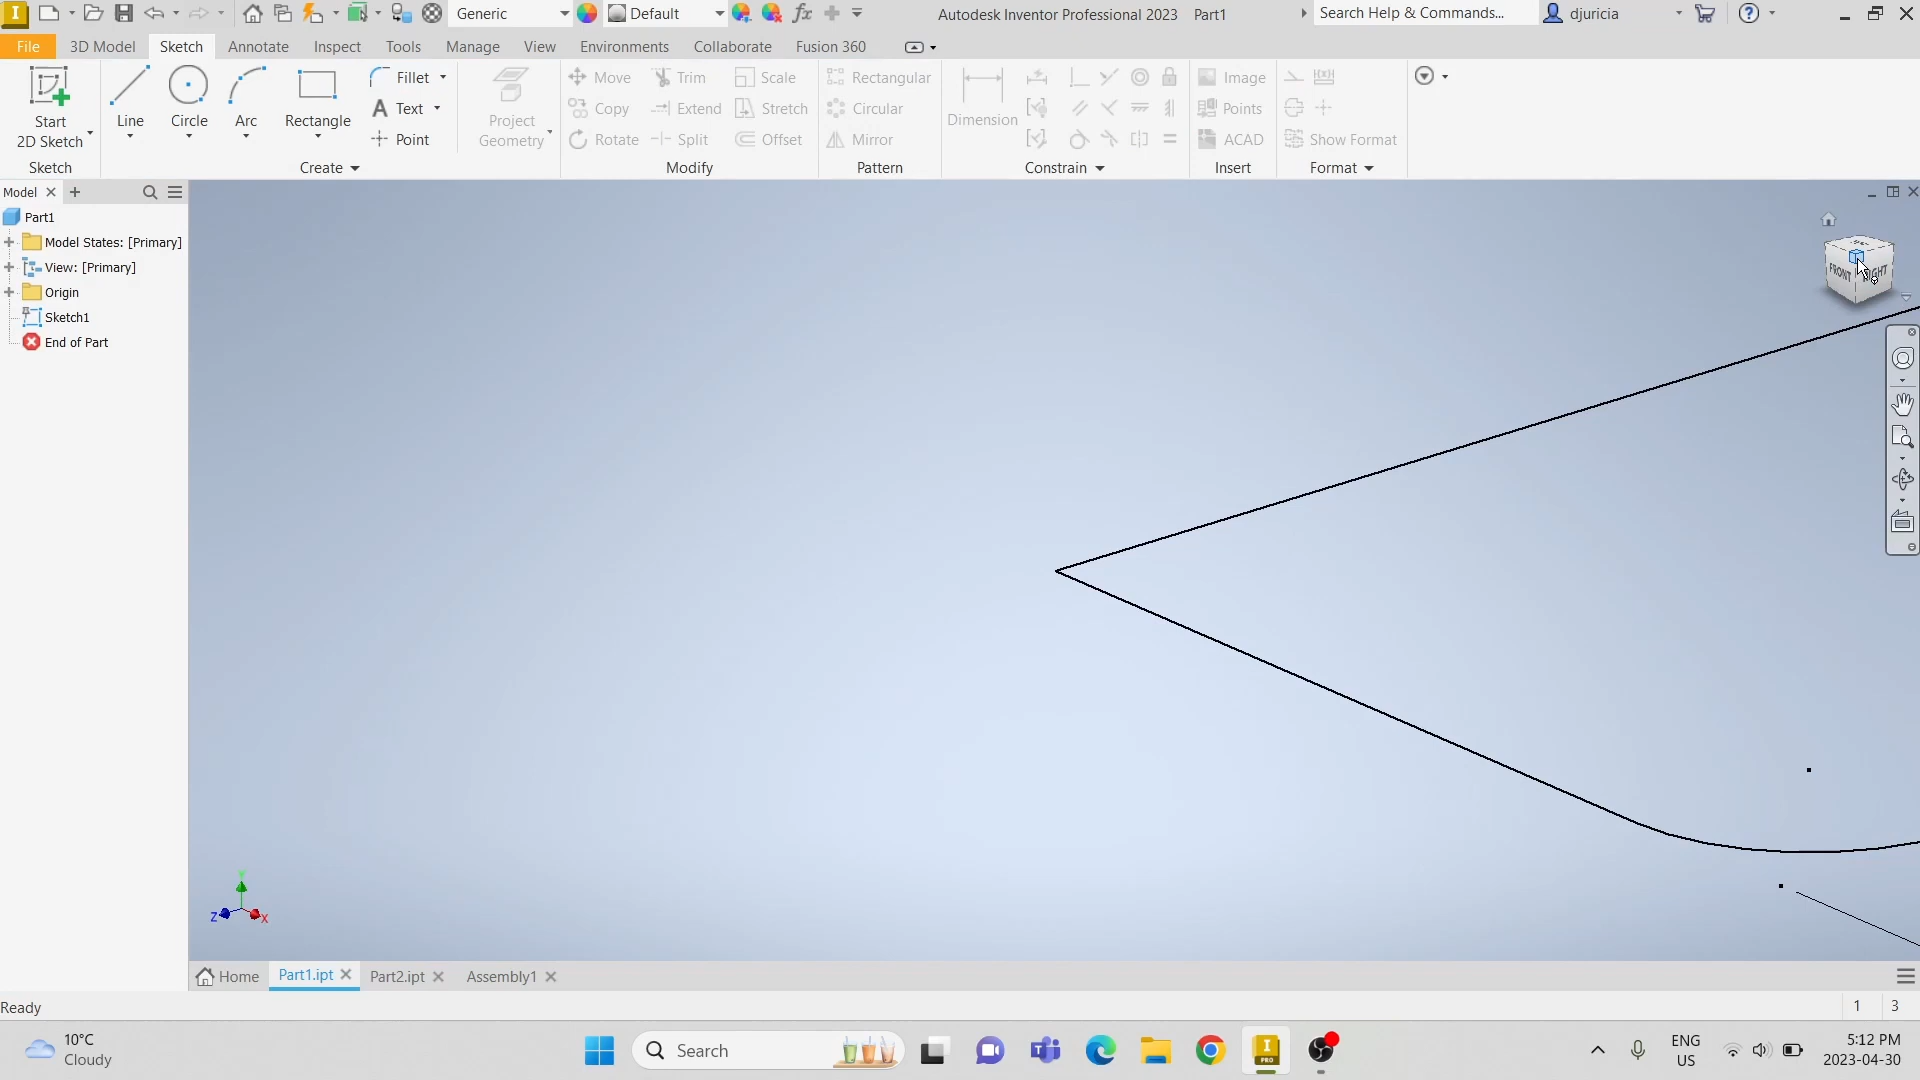 Generic
Default
Autodesk Inventor Professional 2023 Part1
Search Help & Commands...
djuricia
File
3D Model
Sketch
Annotate
Inspect
Tools
Manage
View
Environments
Collaborate
Fusion 360
Start
2D Sketch
Line
Circle
Arc
Rectangle
Fillet
Text
Point
Project
Geometry
Move
Copy
Rotate
Trim
Extend
Split
Scale
Stretch
Offset
Rectangular
Circular
Mirror
Dimension
Image
Points
ACAD
Show Format
Sketch
Create
Modify
Pattern
Constrain
Insert
Format
Model
Part1
Model States: [Primary]
View: [Primary]
Origin
Sketch1
End of Part
FRONT
RIGHT
Y
Z
X
Home
Part1.ipt
Part2.ipt
Assembly1
Ready
1
3
10°C
Cloudy
Search
PRO
ENG
US
5:12 PM
2023-04-30